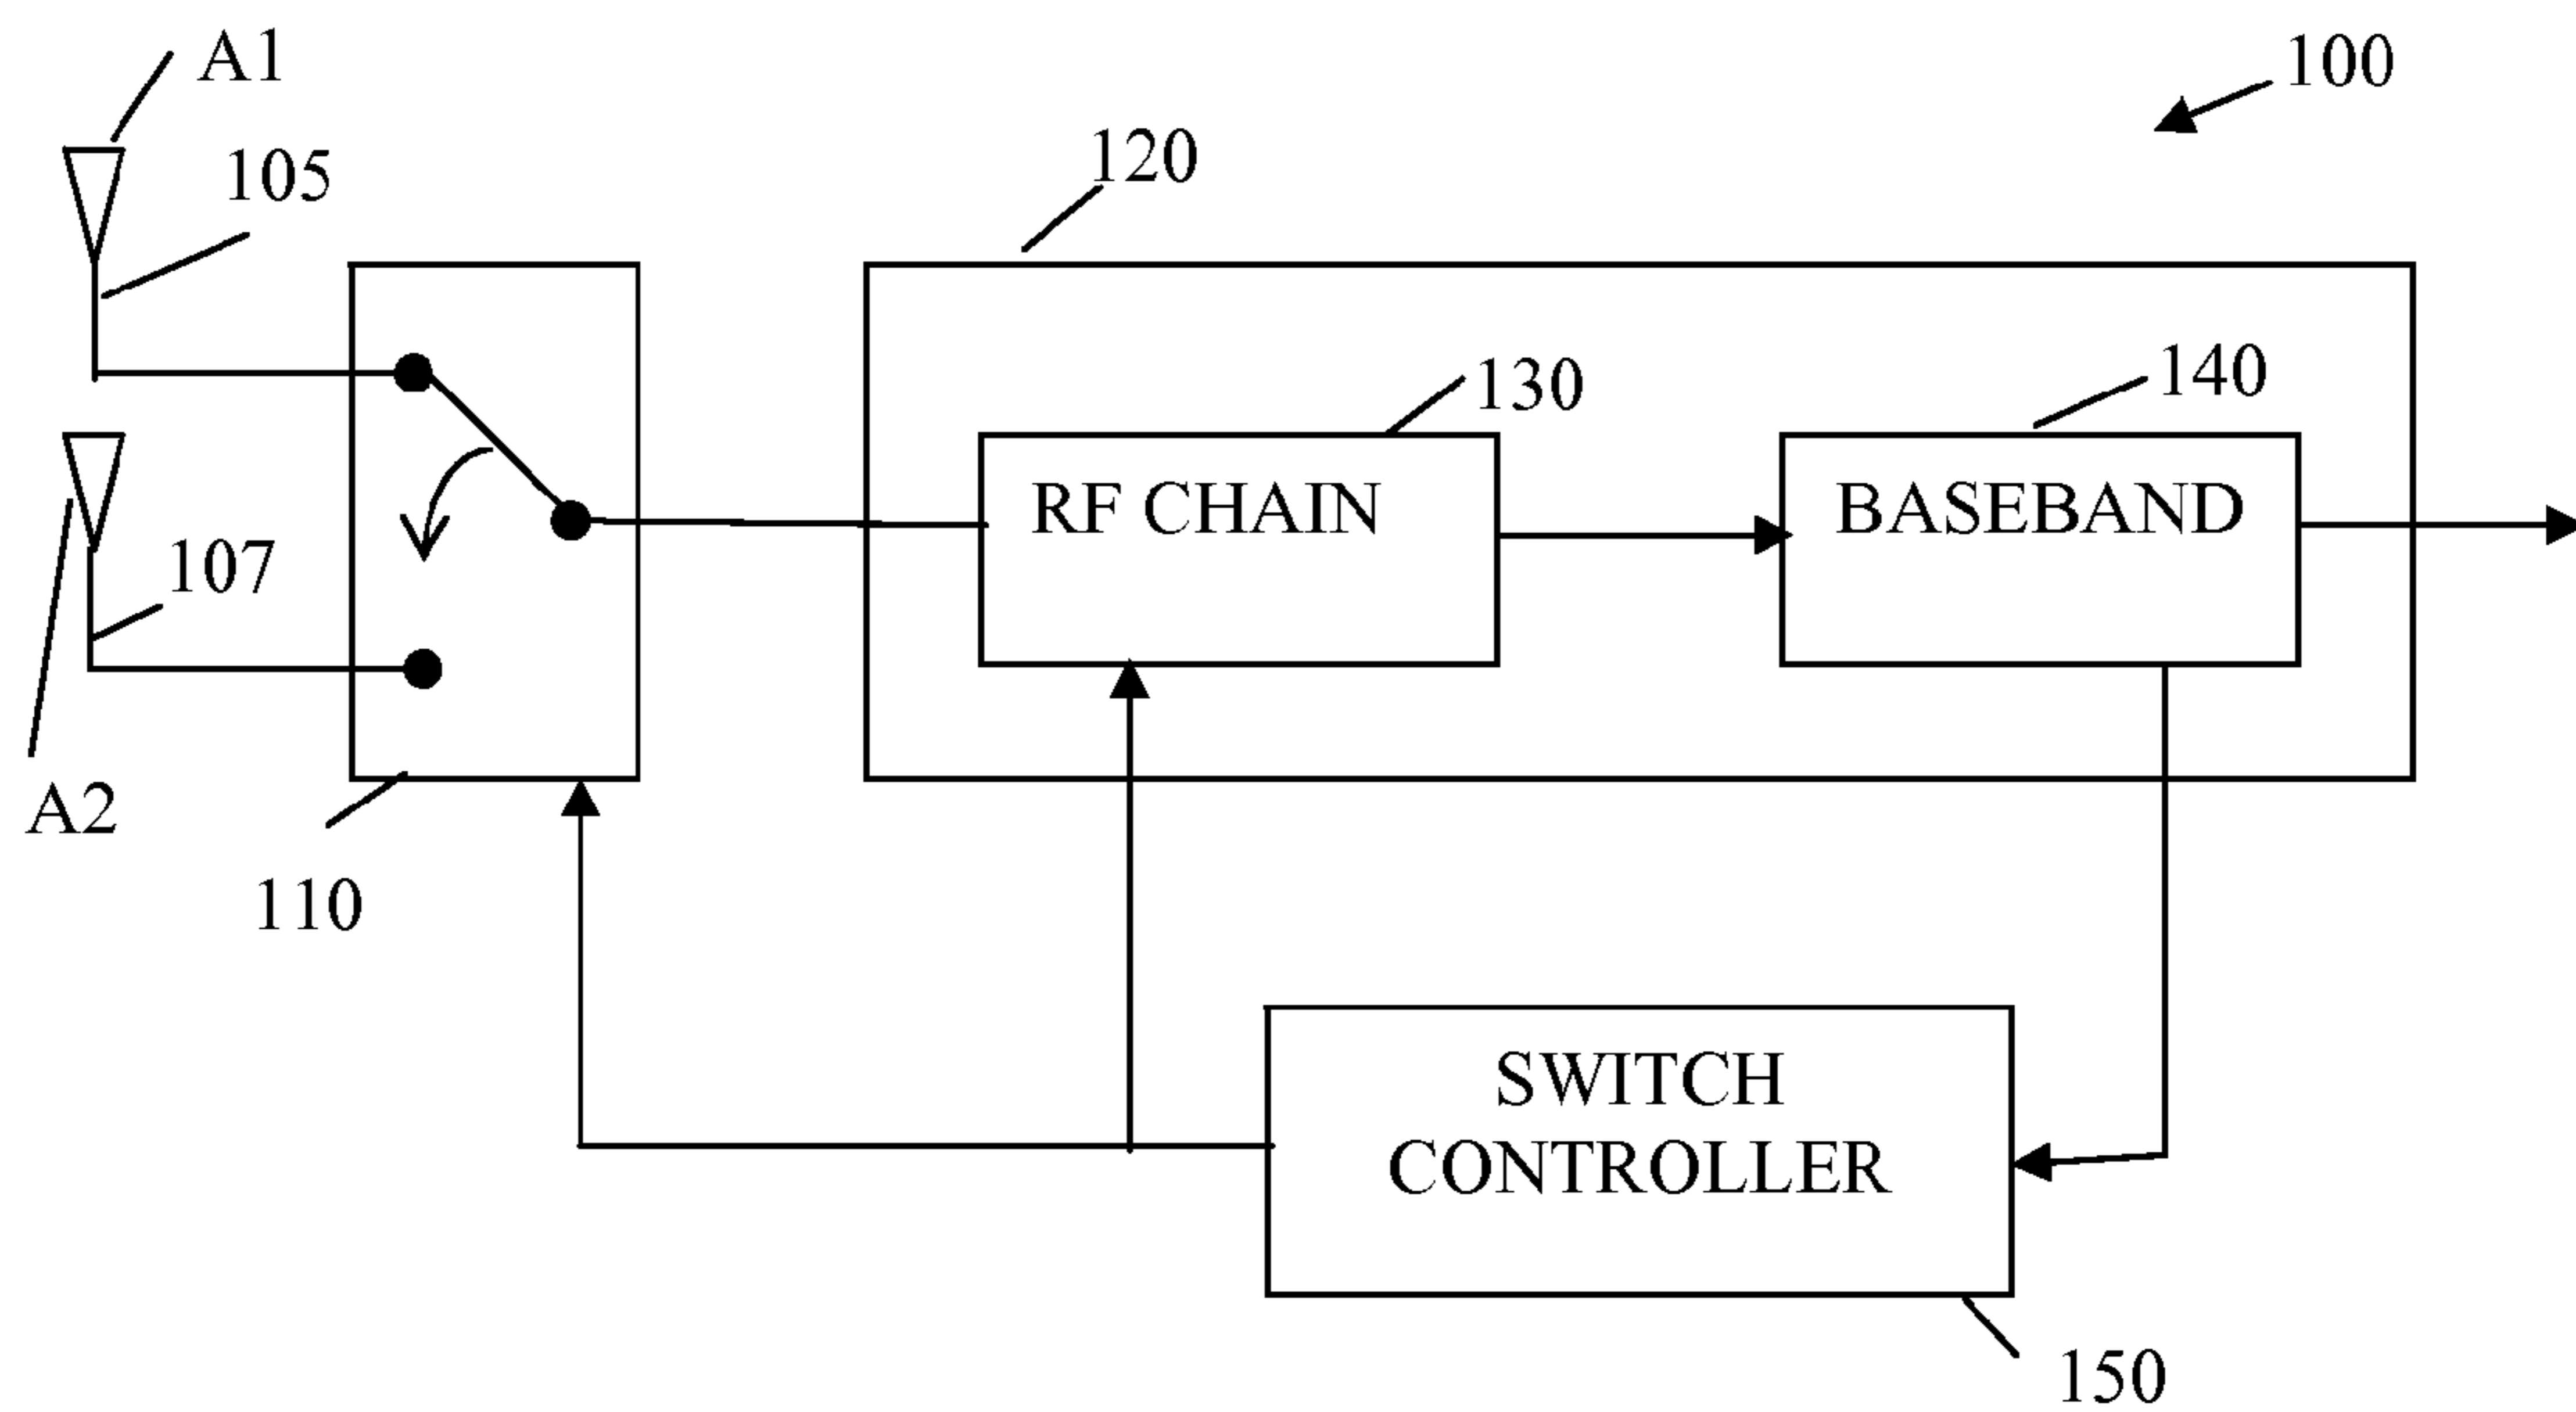 A1
100
120
105
130
140
RF CHAIN
BASEBAND
107
A2
110
SWITCH
CONTROLLER
150